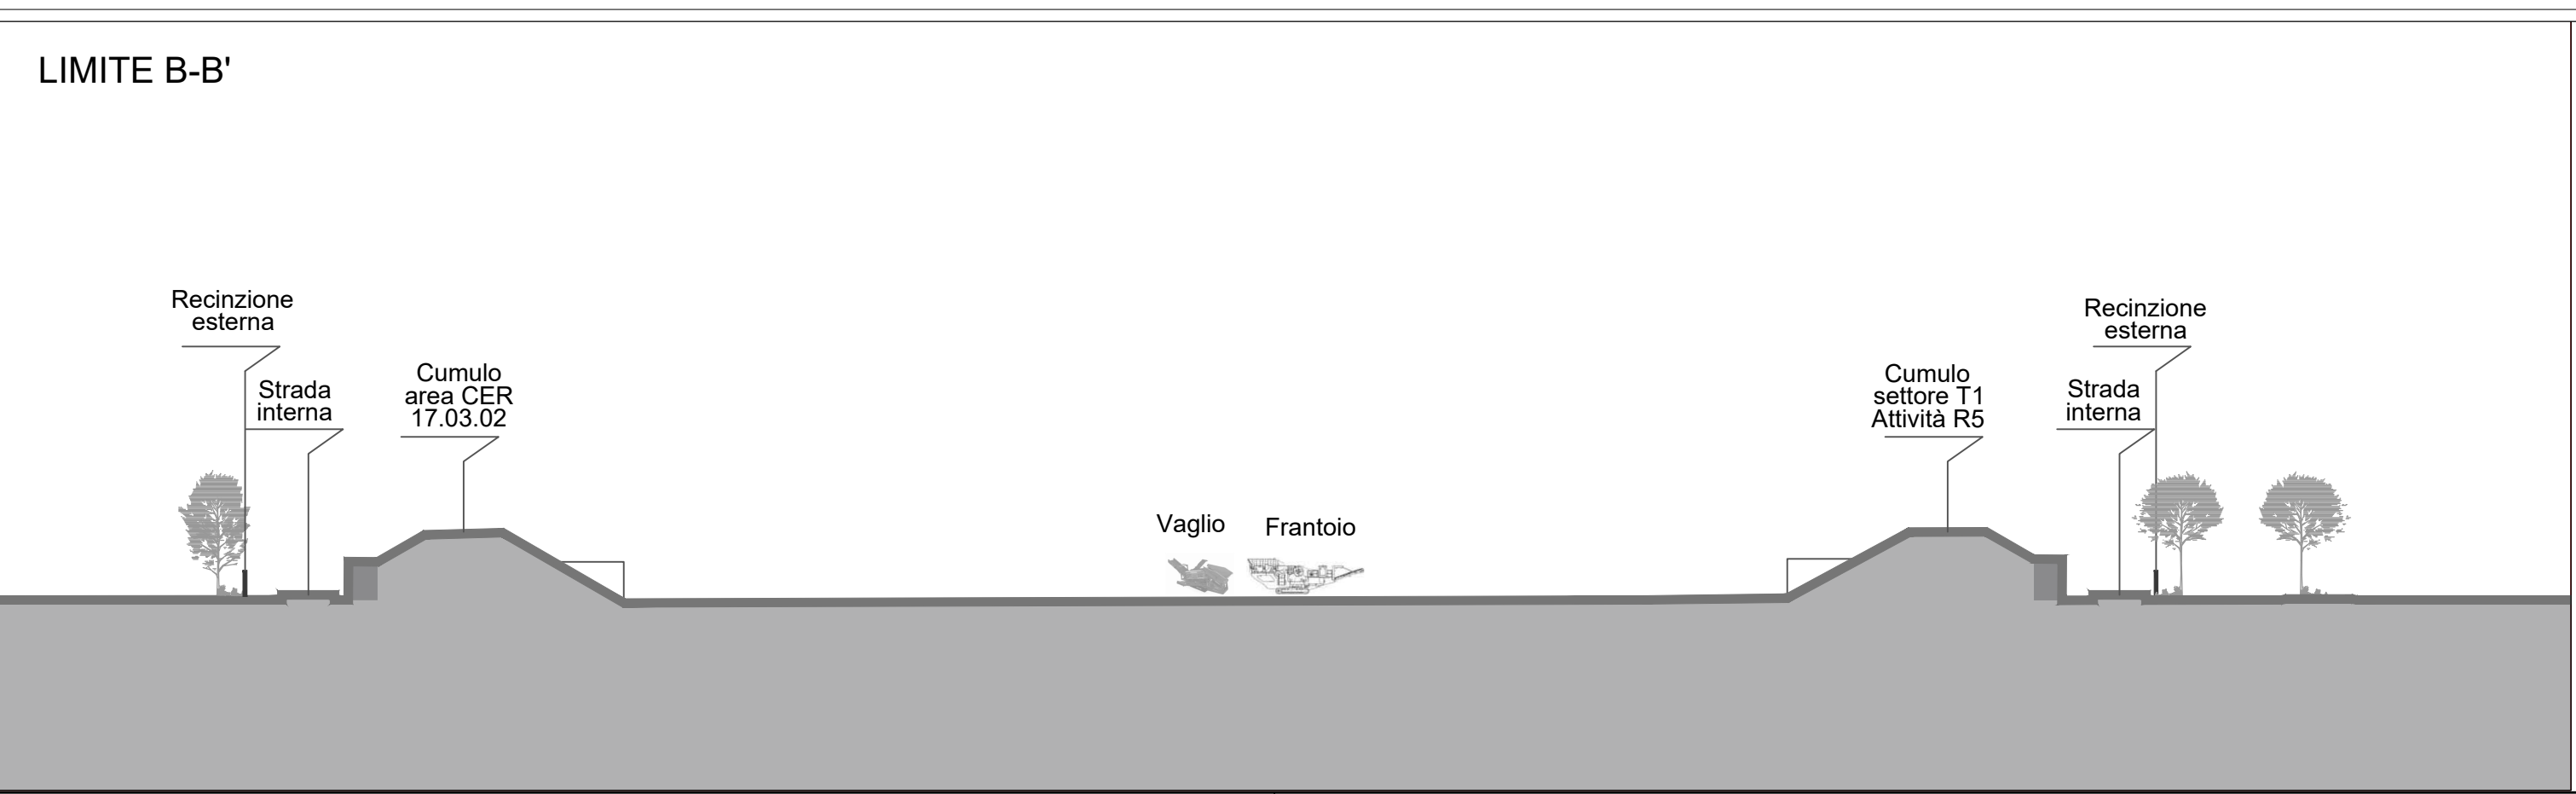 LIMITE B-B'
Recinzione
esterna
Strada
interna
Cumulo
area CER
17.03.02
Vaglio
Frantoio
Cumulo
settore T1
Attività R5
Strada
interna
Recinzione
esterna